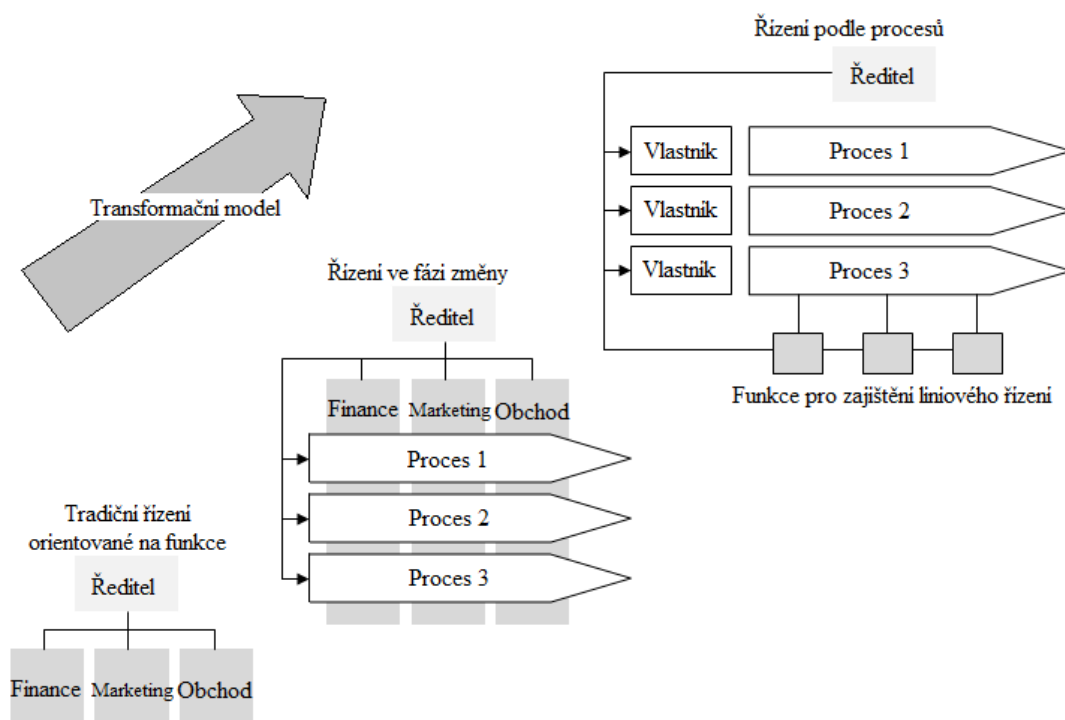 Řízení podle procesů
Ředitel
Vlastník
Proces 1
Vlastník
Proces 2
Vlastník
Proces 3
Funkce pro zajištění liniového řízení
Transformační model
Řízení ve fázi změny
Ředitel
Finance
Marketing
Obchod
Proces 1
Proces 2
Proces 3
Tradiční řízení
orientované na funkce
Ředitel
Finance
Marketing
Obchod